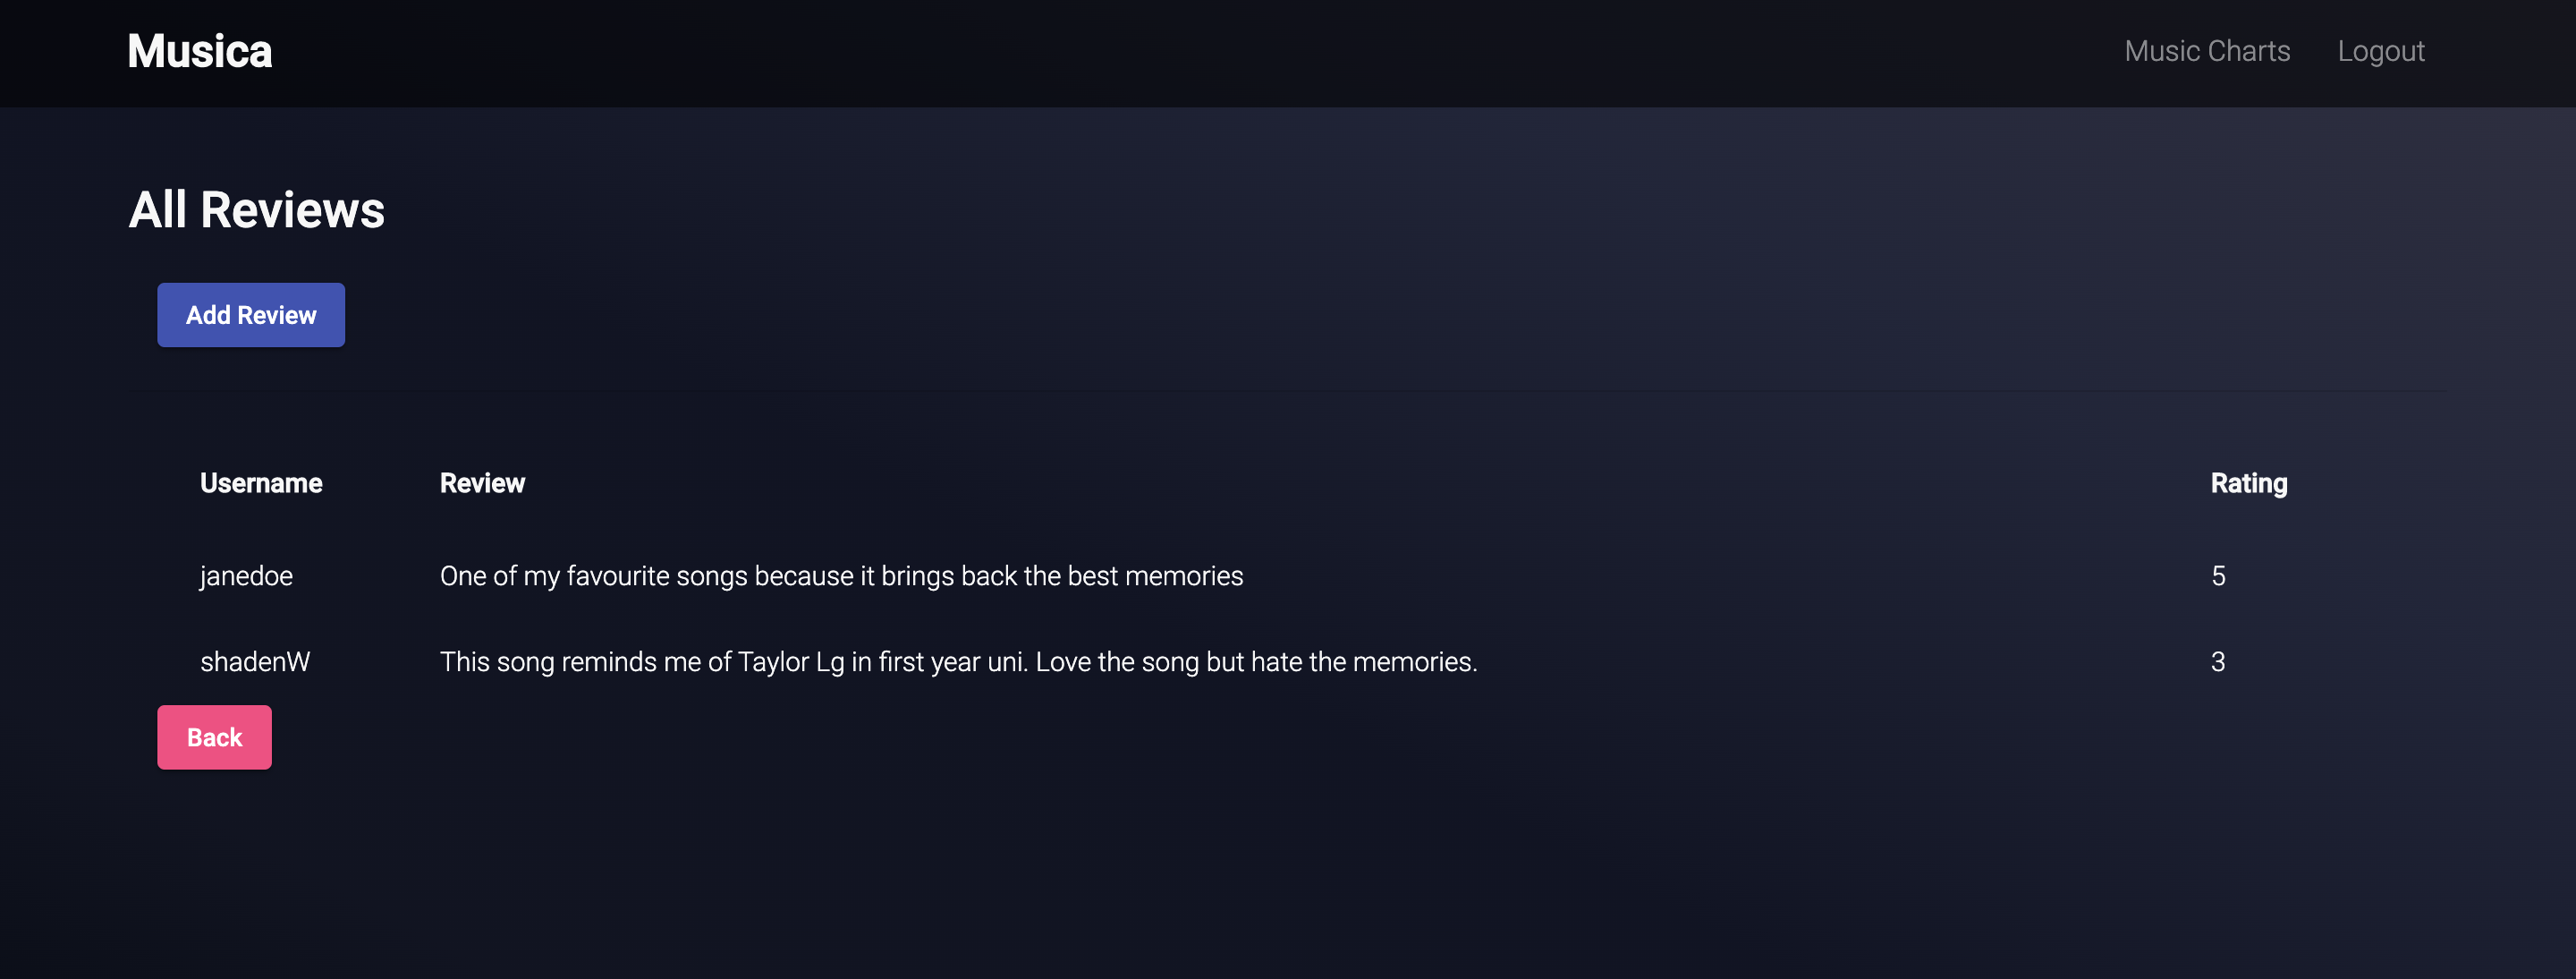 Musica Music Charts Logout
All Reviews
Add Review
Username Review Rating
janedoe One of my favourite songs because it brings back the best memories 5
shadenW This song reminds me of Taylor Lg in first year uni. Love the song but hate the memories. 3
Back